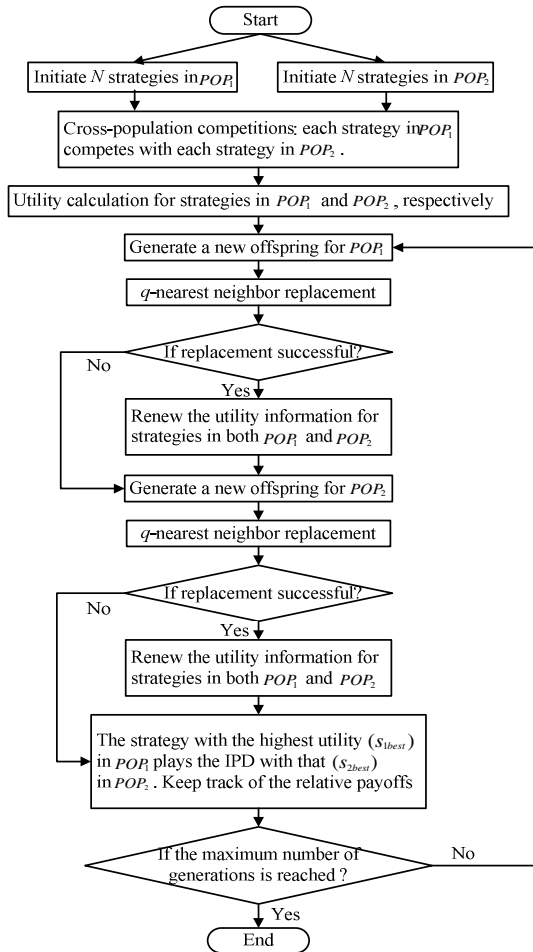 Start
Initiate N strategies in POP1
Initiate N strategies in POP2
Cross-population competitions: each strategy in POP1
competes with each strategy in POP2 .
Utility calculation for strategies in POP1 and POP2 , respectively
Generate a new offspring for POP1
q-nearest neighbor replacement
If replacement successful?
No
Yes
Renew the utility information for
strategies in both POP1 and POP2
Generate a new offspring for POP2
q-nearest neighbor replacement
If replacement successful?
No
Yes
Renew the utility information for
strategies in both POP1 and POP2
The strategy with the highest utility (s1best)
in POP1 plays the IPD with that (s2best)
in POP2 . Keep track of the relative payoffs
If the maximum number of
generations is reached ?
No
Yes
End